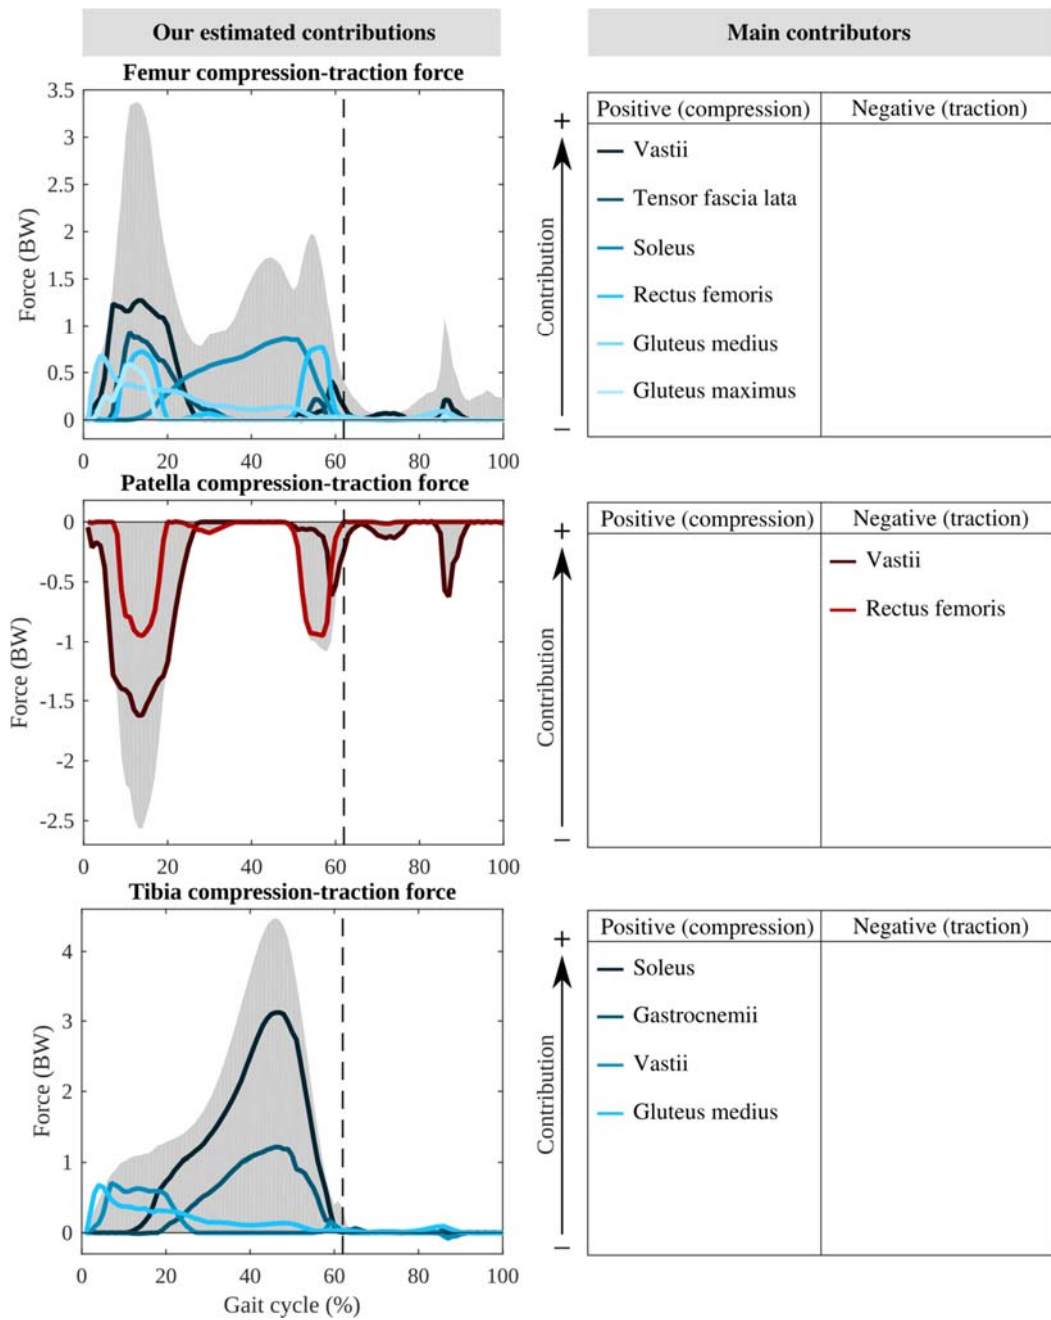 Our estimated contributions
Main contributors
Femur compression-traction force
3.5
3
2.5
2
1.5
1
0.5
0
Force (BW)
0 20 40 60 80 100
+
Contribution
–
Positive (compression) Negative (traction)
Vastii
Tensor fascia lata
Soleus
Rectus femoris
Gluteus medius
Gluteus maximus
Patella compression-traction force
0
-0.5
-1
-1.5
-2
-2.5
Force (BW)
0 20 40 60 80 100
+
Contribution
–
Positive (compression) Negative (traction)
Vastii
Rectus femoris
Tibia compression-traction force
4
3
2
1
0
Force (BW)
0 20 40 60 80 100
Gait cycle (%)
+
Contribution
–
Positive (compression) Negative (traction)
Soleus
Gastrocnemii
Vastii
Gluteus medius